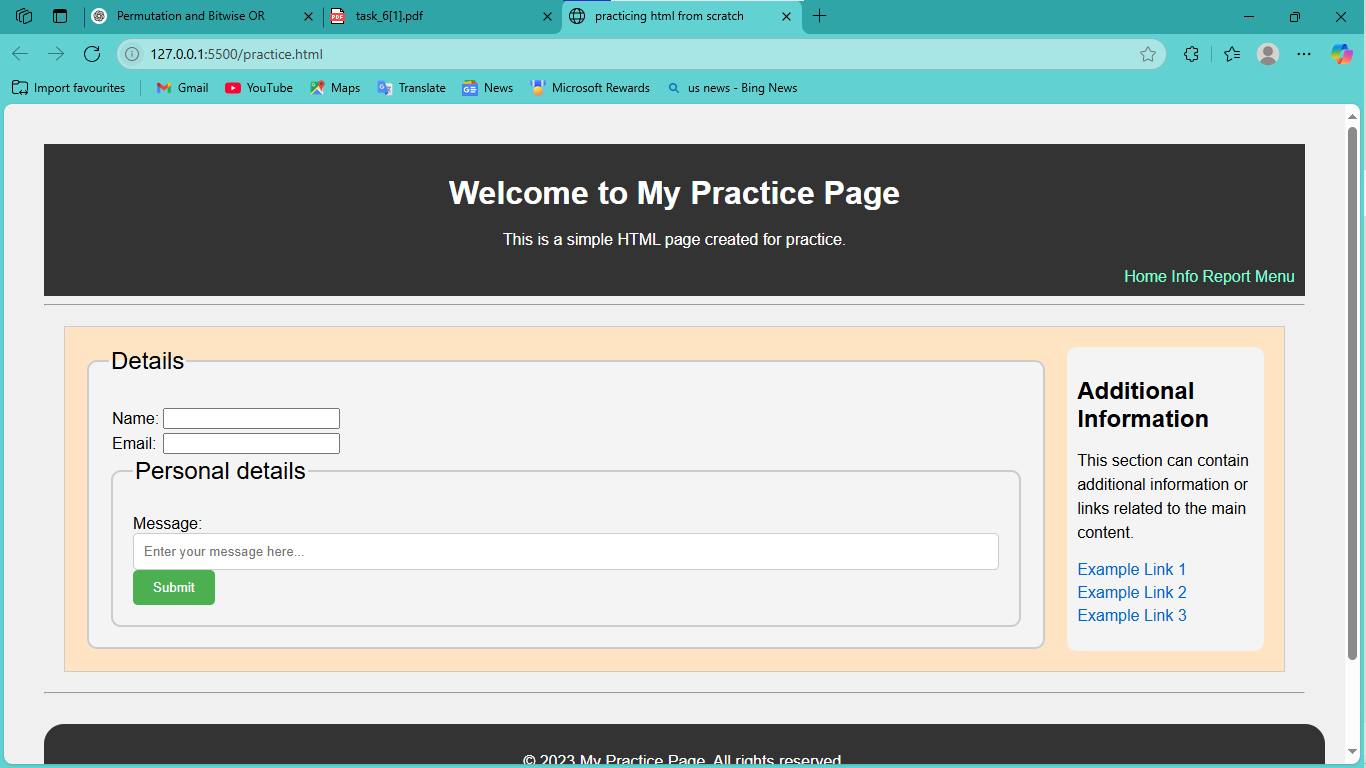 Permutation and Bitwise OR
PDF
task_6[1].pdf
practicing html from scratch
127.0.0.1:5500/practice.html
Import favourites
Gmail
YouTube
Maps
Translate
News
Microsoft Rewards
us news - Bing News
Welcome to My Practice Page
This is a simple HTML page created for practice.
Home Info Report Menu
Details
Name:
Email:
Personal details
Message:
Enter your message here...
Submit
Additional
Information
This section can contain
additional information or
links related to the main
content.
Example Link 1
Example Link 2
Example Link 3
© 2023 My Practice Page. All rights reserved.